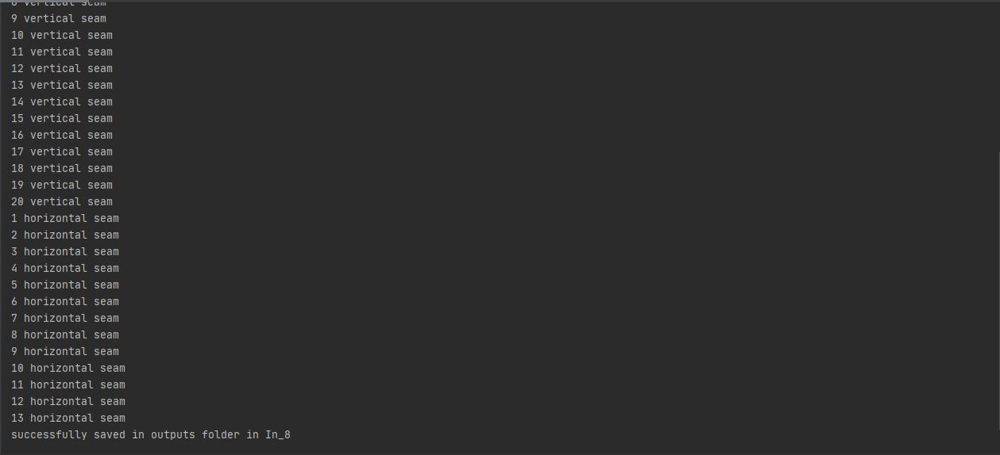 8 vertical seam
9 vertical seam
10 vertical seam
11 vertical seam
12 vertical seam
13 vertical seam
14 vertical seam
15 vertical seam
16 vertical seam
17 vertical seam
18 vertical seam
19 vertical seam
20 vertical seam
1 horizontal seam
2 horizontal seam
3 horizontal seam
4 horizontal seam
5 horizontal seam
6 horizontal seam
7 horizontal seam
8 horizontal seam
9 horizontal seam
10 horizontal seam
11 horizontal seam
12 horizontal seam
13 horizontal seam
successfully saved in outputs folder in In_8